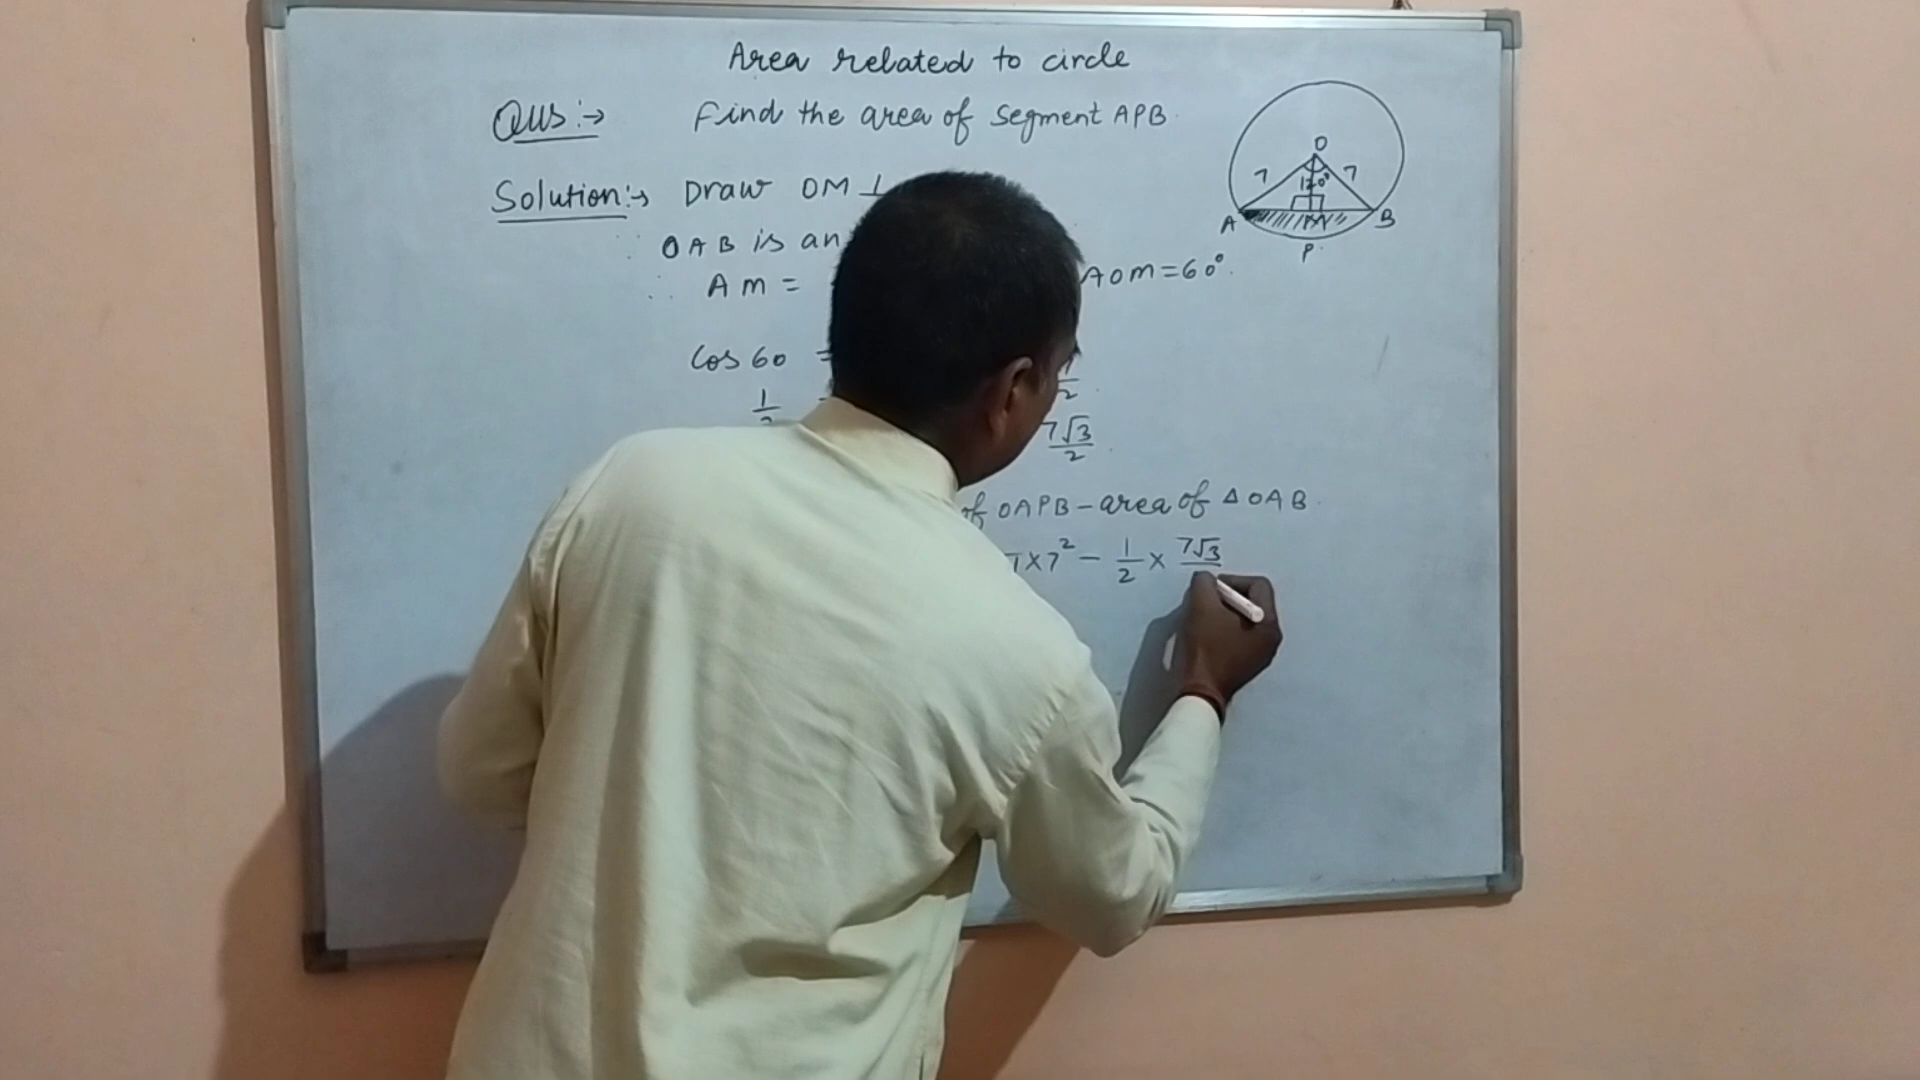 Area related to circle
Qus:→ Find the area of segment APB.
Solution:→ Draw OM ⊥
∵ OAB is an
∴ AM = AOM = 60°.
Cos 60 =
1
2
7√3/2
of OAPB - area of △OAB.
× 7² - 1/2 × 7√3
O
7 7
120°
A M B
P.